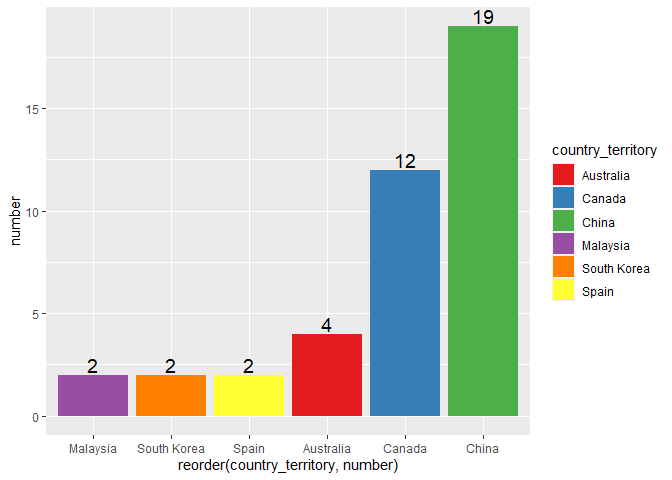 19
12
4
2 2 2
number
15
10
5
0
Malaysia South Korea Spain Australia Canada China
reorder(country_territory, number)
country_territory
Australia
Canada
China
Malaysia
South Korea
Spain